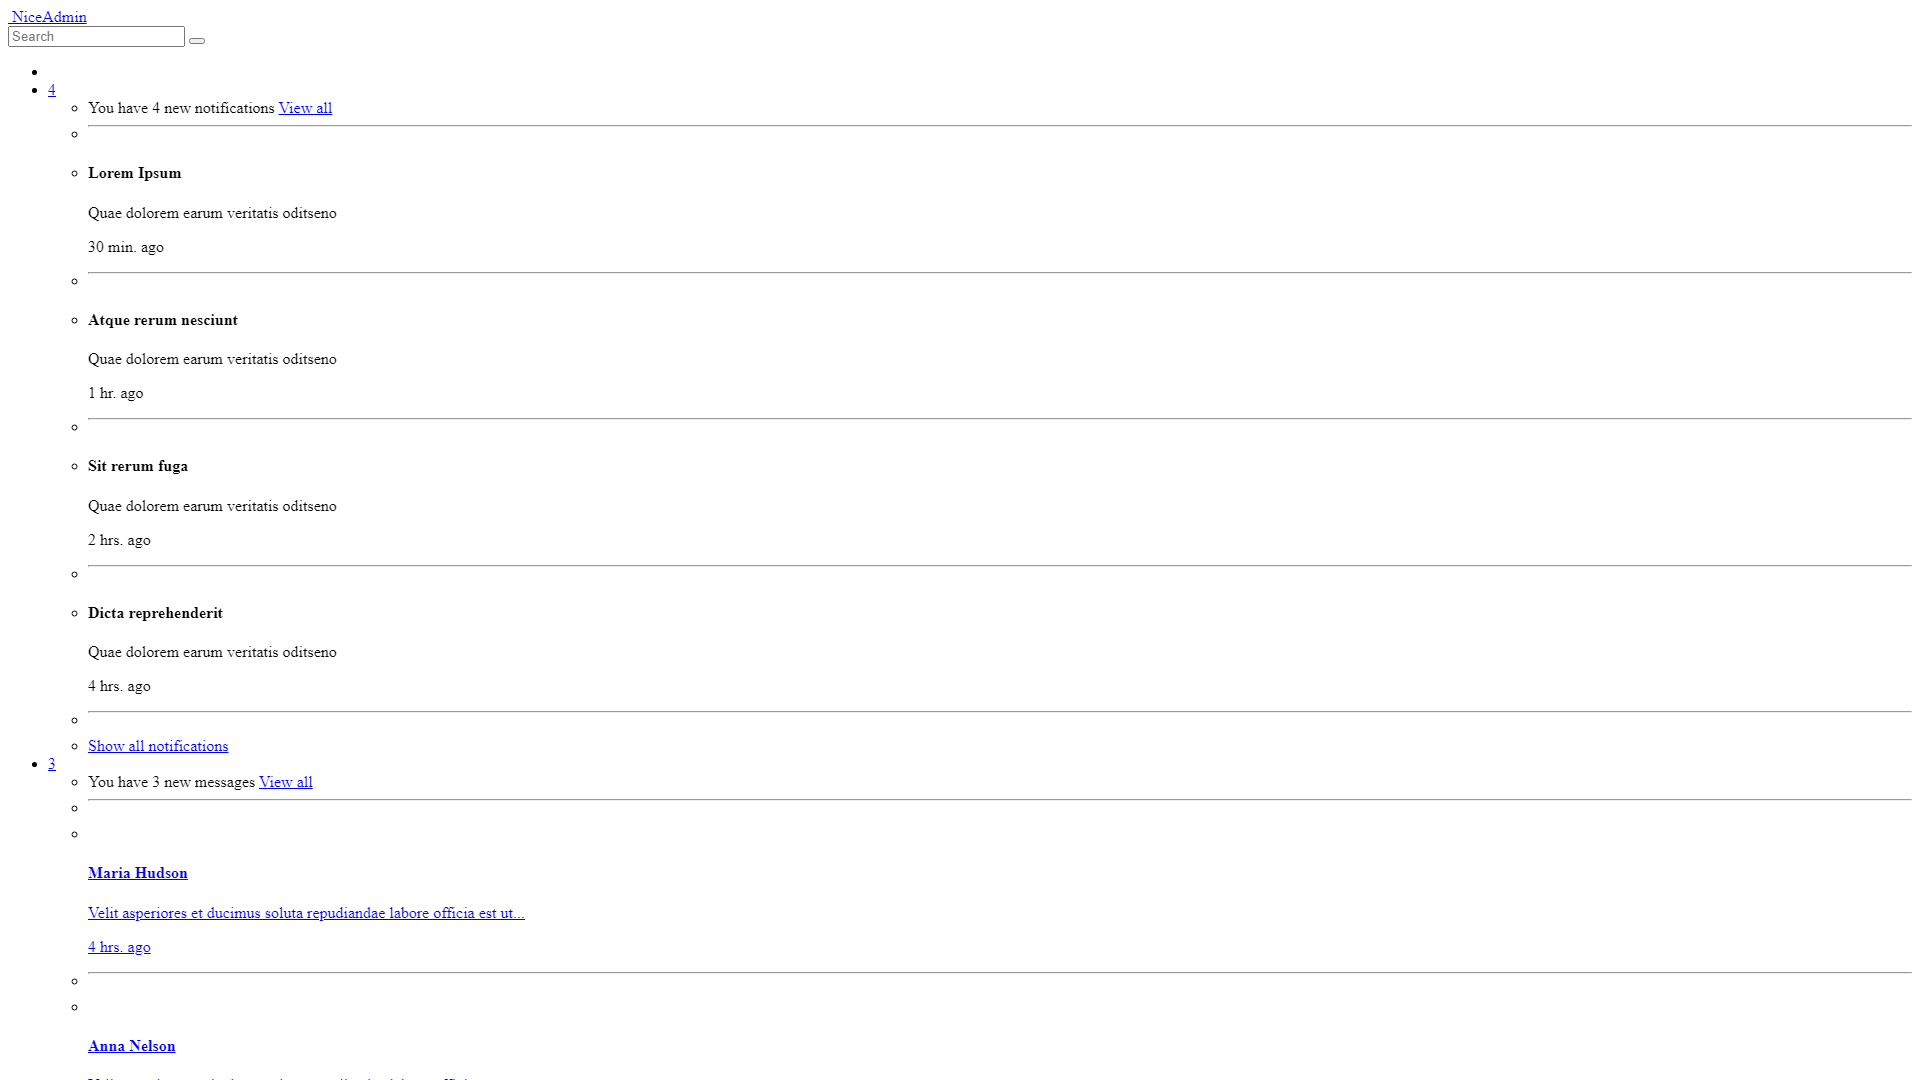 NiceAdmin
Search
4
You have 4 new notifications View all
Lorem Ipsum
Quae dolorem earum veritatis oditseno
30 min. ago
Atque rerum nesciunt
Quae dolorem earum veritatis oditseno
1 hr. ago
Sit rerum fuga
Quae dolorem earum veritatis oditseno
2 hrs. ago
Dicta reprehenderit
Quae dolorem earum veritatis oditseno
4 hrs. ago
Show all notifications
3
You have 3 new messages View all
Maria Hudson
Velit asperiores et ducimus soluta repudiandae labore officia est ut...
4 hrs. ago
Anna Nelson